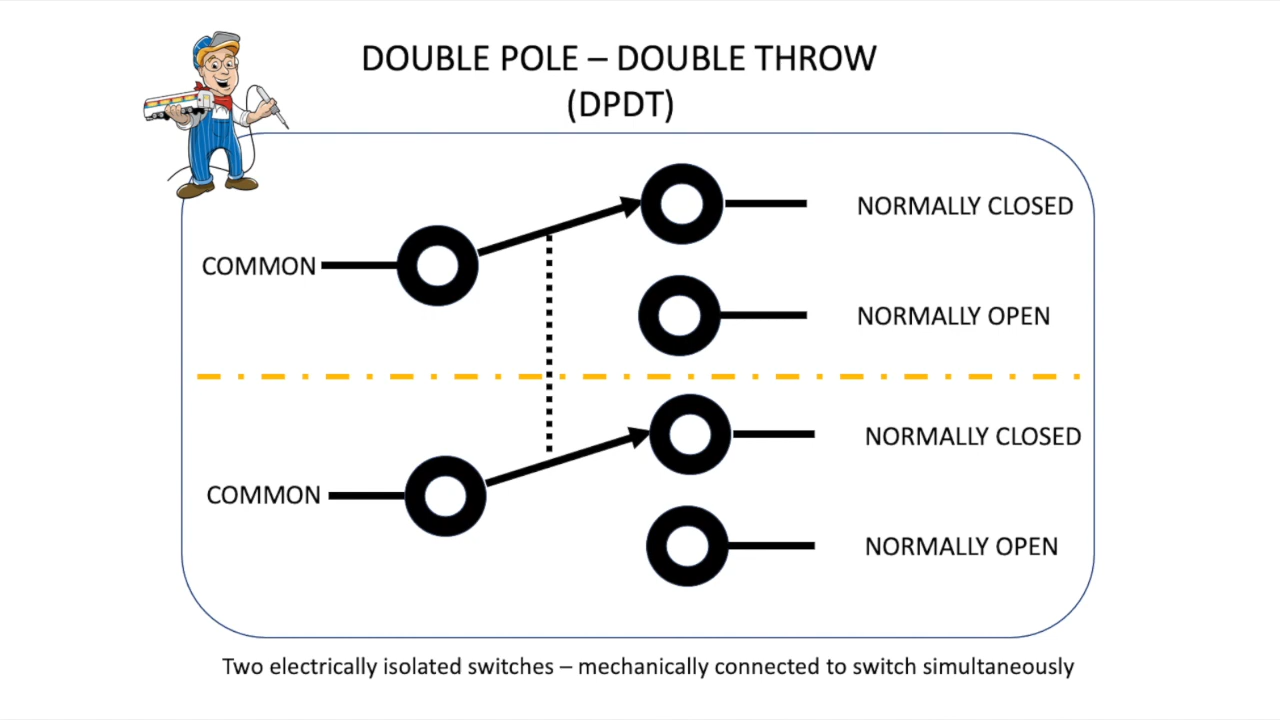 DOUBLE POLE – DOUBLE THROW
(DPDT)
NORMALLY CLOSED
COMMON
NORMALLY OPEN
NORMALLY CLOSED
COMMON
NORMALLY OPEN
Two electrically isolated switches – mechanically connected to switch simultaneously